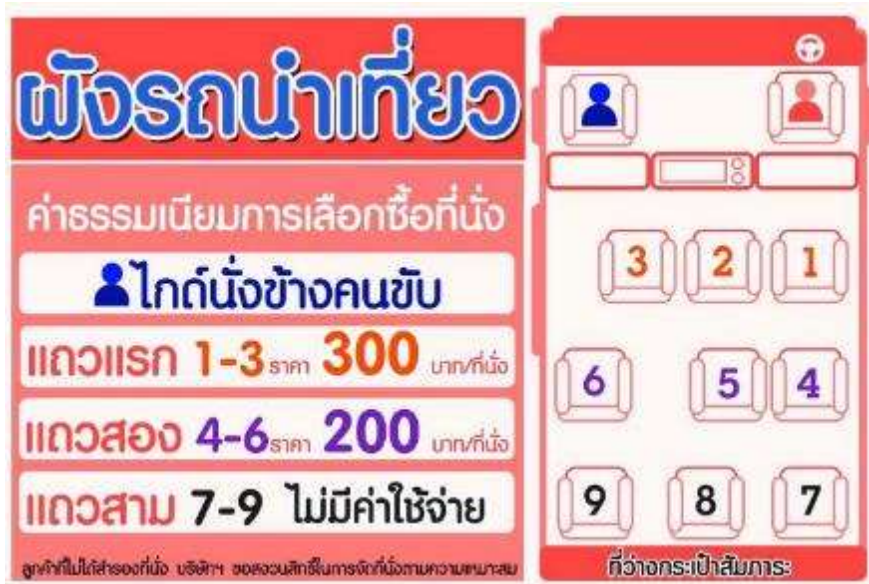 ผังรถนำเที่ยว
ค่าธรรมเนียมการเลือกซื้อที่นั่ง
ไกด์นั่งข้างคนขับ
แถวแรก 1-3 ราคา 300 บาท/ที่นั่ง
แถวสอง 4-6 ราคา 200 บาท/ที่นั่ง
แถวสาม 7-9 ไม่มีค่าใช้จ่าย
ลูกค้าที่ไม่ได้สำรองที่นั่ง บริษัทฯ ขอสงวนสิทธิ์ในการจัดที่นั่งตามความเหมาะสม
3 2 1
6 5 4
9 8 7
ที่วางกระเป๋าสัมภาระ